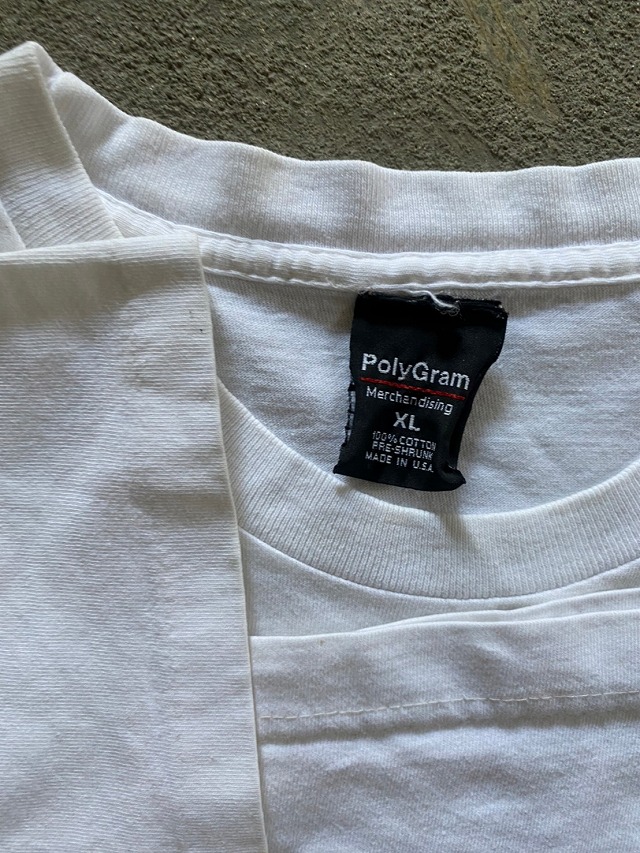 PolyGram
Merchandising
XL
100% COTTON
PRE-SHRUNK
MADE IN U.S.A.